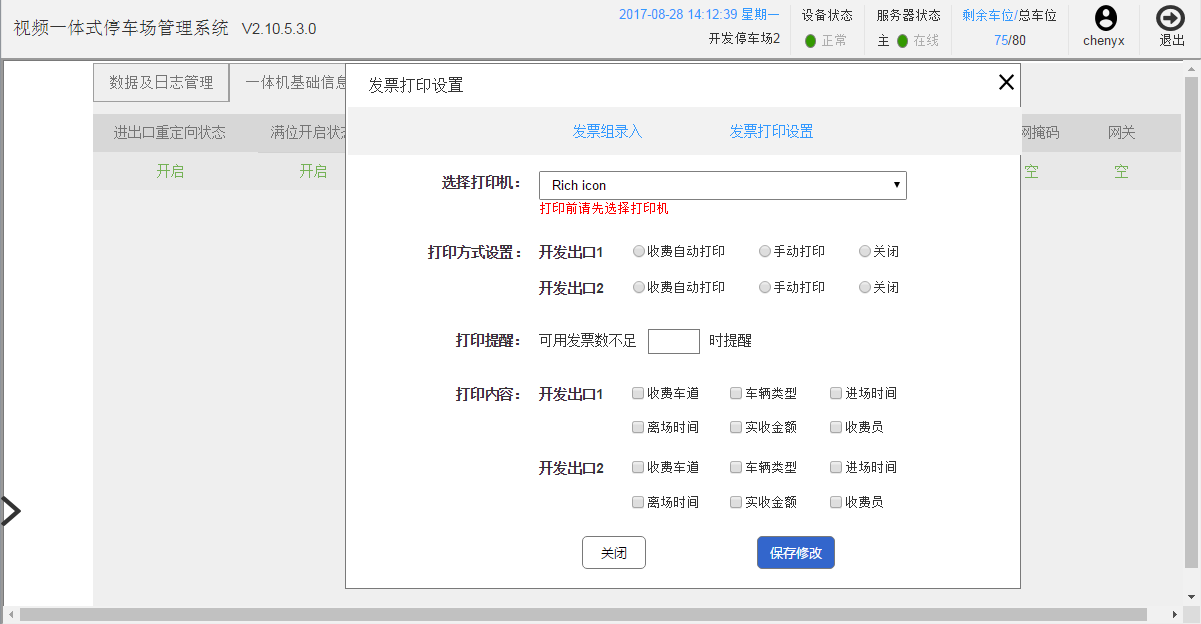 视频一体式停车场管理系统 V2.10.5.3.0
2017-08-28 14:12:39 星期一
开发停车场2
设备状态
正常
服务器状态
主 在线
剩余车位/总车位
75/80
chenyx
退出
数据及日志管理
一体机基础信息
进出口重定向状态
满位开启状态
网掩码
网关
开启
开启
空
空
发票打印设置
发票组录入 发票打印设置
选择打印机： Rich icon
打印前请先选择打印机
打印方式设置： 开发出口1 收费自动打印 手动打印 关闭
开发出口2 收费自动打印 手动打印 关闭
打印提醒： 可用发票数不足 时提醒
打印内容： 开发出口1 收费车道 车辆类型 进场时间
离场时间 实收金额 收费员
开发出口2 收费车道 车辆类型 进场时间
离场时间 实收金额 收费员
关闭 保存修改